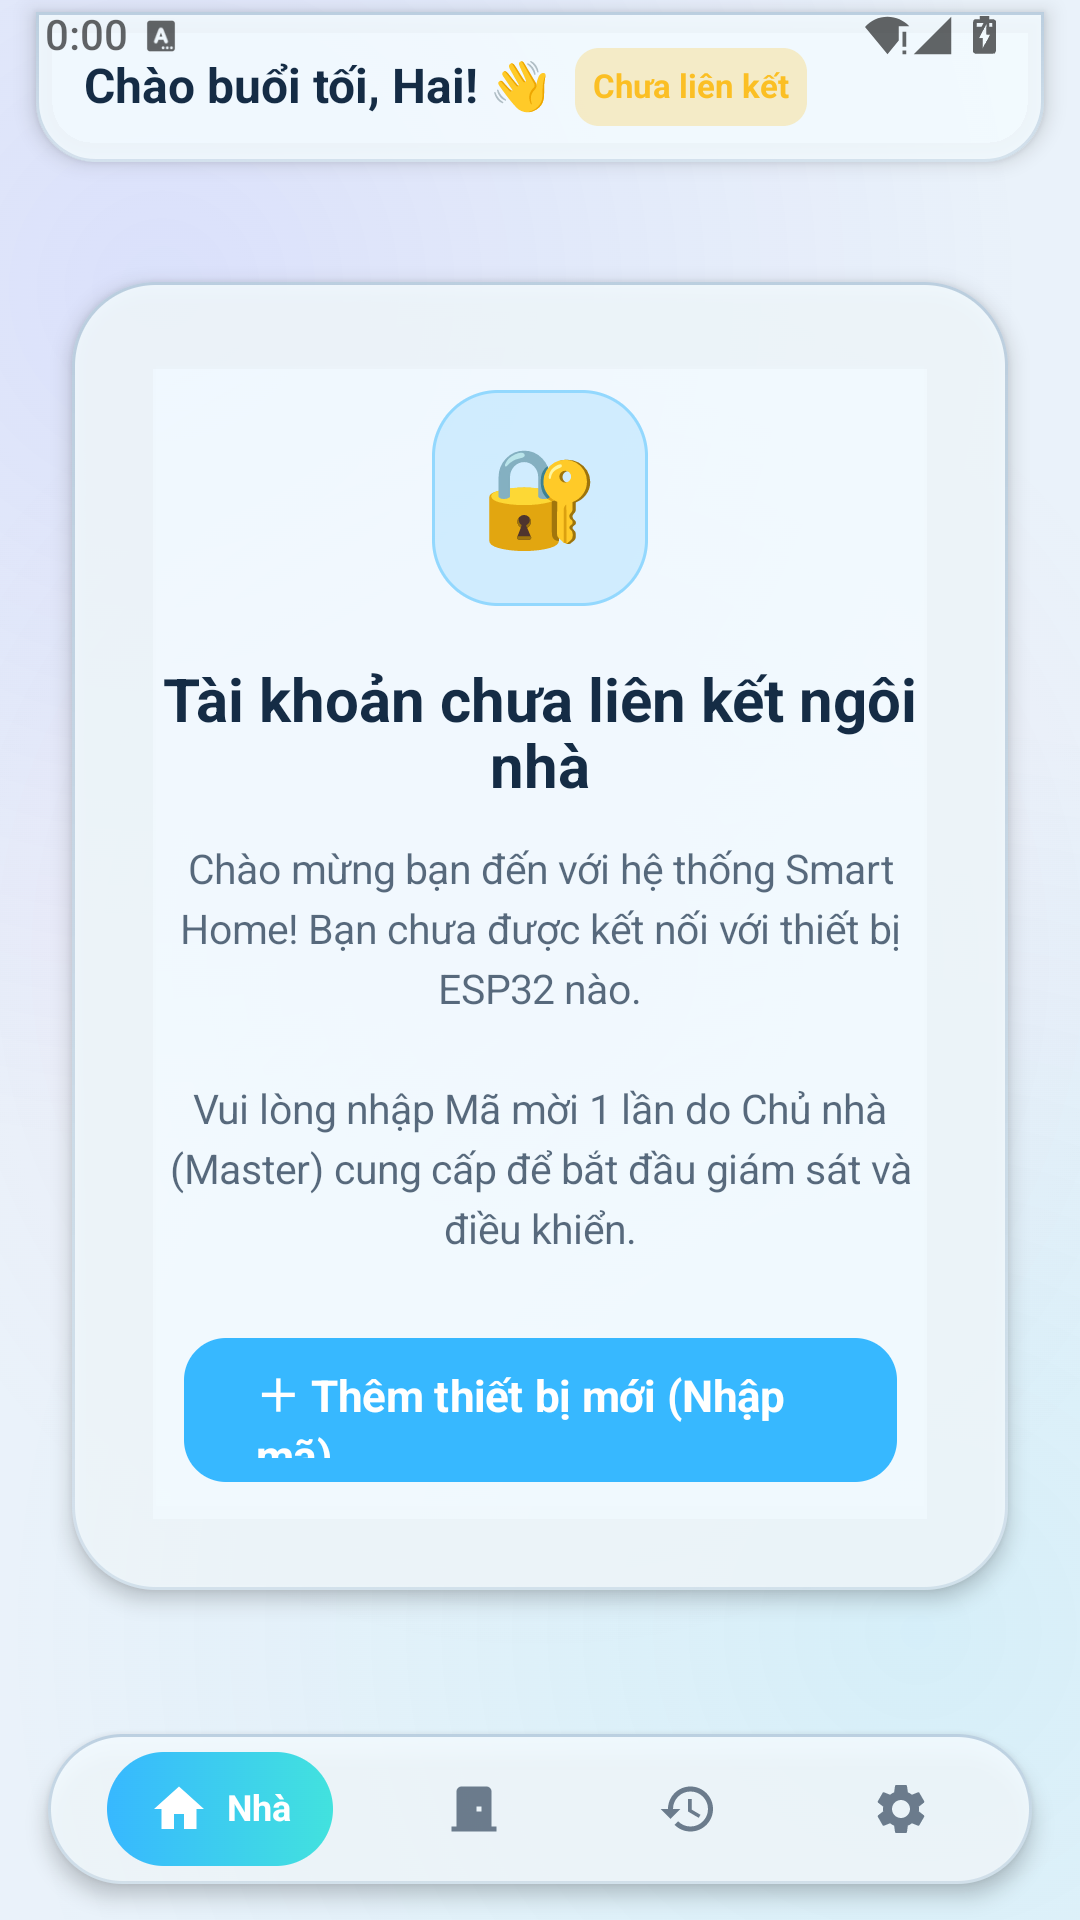 0:00
Chào buổi tối, Hai! 👋 Chưa liên kết
Tài khoản chưa liên kết ngôi
nhà
Chào mừng bạn đến với hệ thống Smart
Home! Bạn chưa được kết nối với thiết bị
ESP32 nào.
Vui lòng nhập Mã mời 1 lần do Chủ nhà
(Master) cung cấp để bắt đầu giám sát và
điều khiển.
+ Thêm thiết bị mới (Nhập
mã)
Nhà